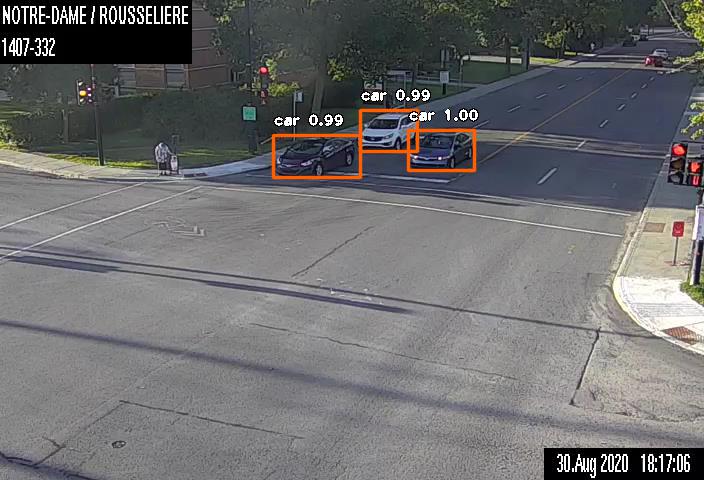 NOTRE-DAME / ROUSSELIERE
1407-332
car 0.99
car 1.00
car 0.99
30.Aug 2020 18:17:06